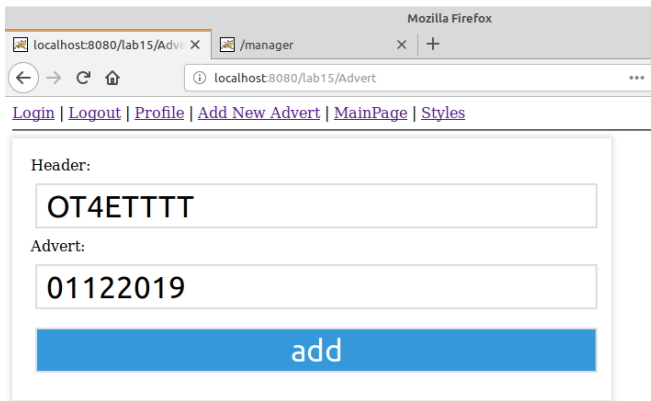 Mozilla Firefox
localhost:8080/lab15/Adve
/manager
localhost:8080/lab15/Advert
Login | Logout | Profile | Add New Advert | MainPage | Styles
Header:
OT4ETTTT
Advert:
01122019
add